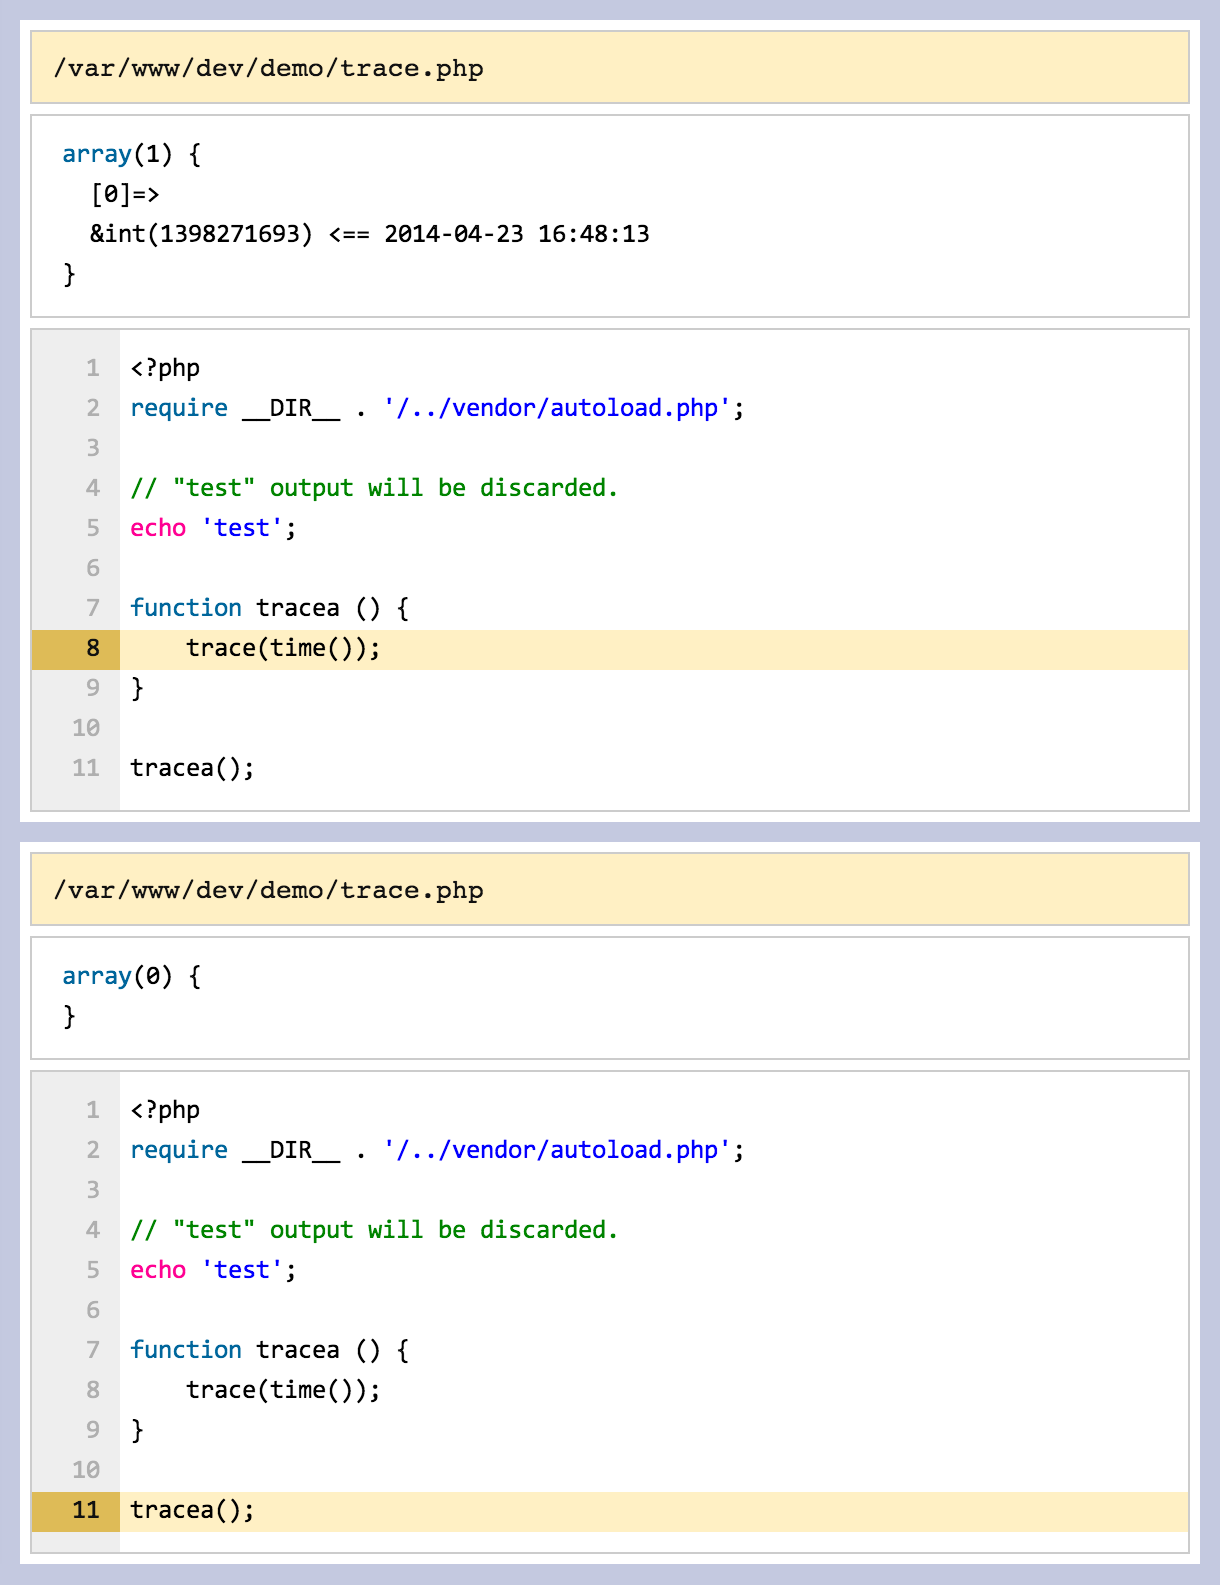 /var/www/dev/demo/trace.php
array(1) {
  [0]=>
  &int(1398271693) <== 2014-04-23 16:48:13
}
1 <?php
2 require __DIR__ . '/../vendor/autoload.php';
3
4 // "test" output will be discarded.
5 echo 'test';
6
7 function tracea () {
8     trace(time());
9 }
10
11 tracea();
/var/www/dev/demo/trace.php
array(0) {
}
1 <?php
2 require __DIR__ . '/../vendor/autoload.php';
3
4 // "test" output will be discarded.
5 echo 'test';
6
7 function tracea () {
8     trace(time());
9 }
10
11 tracea();